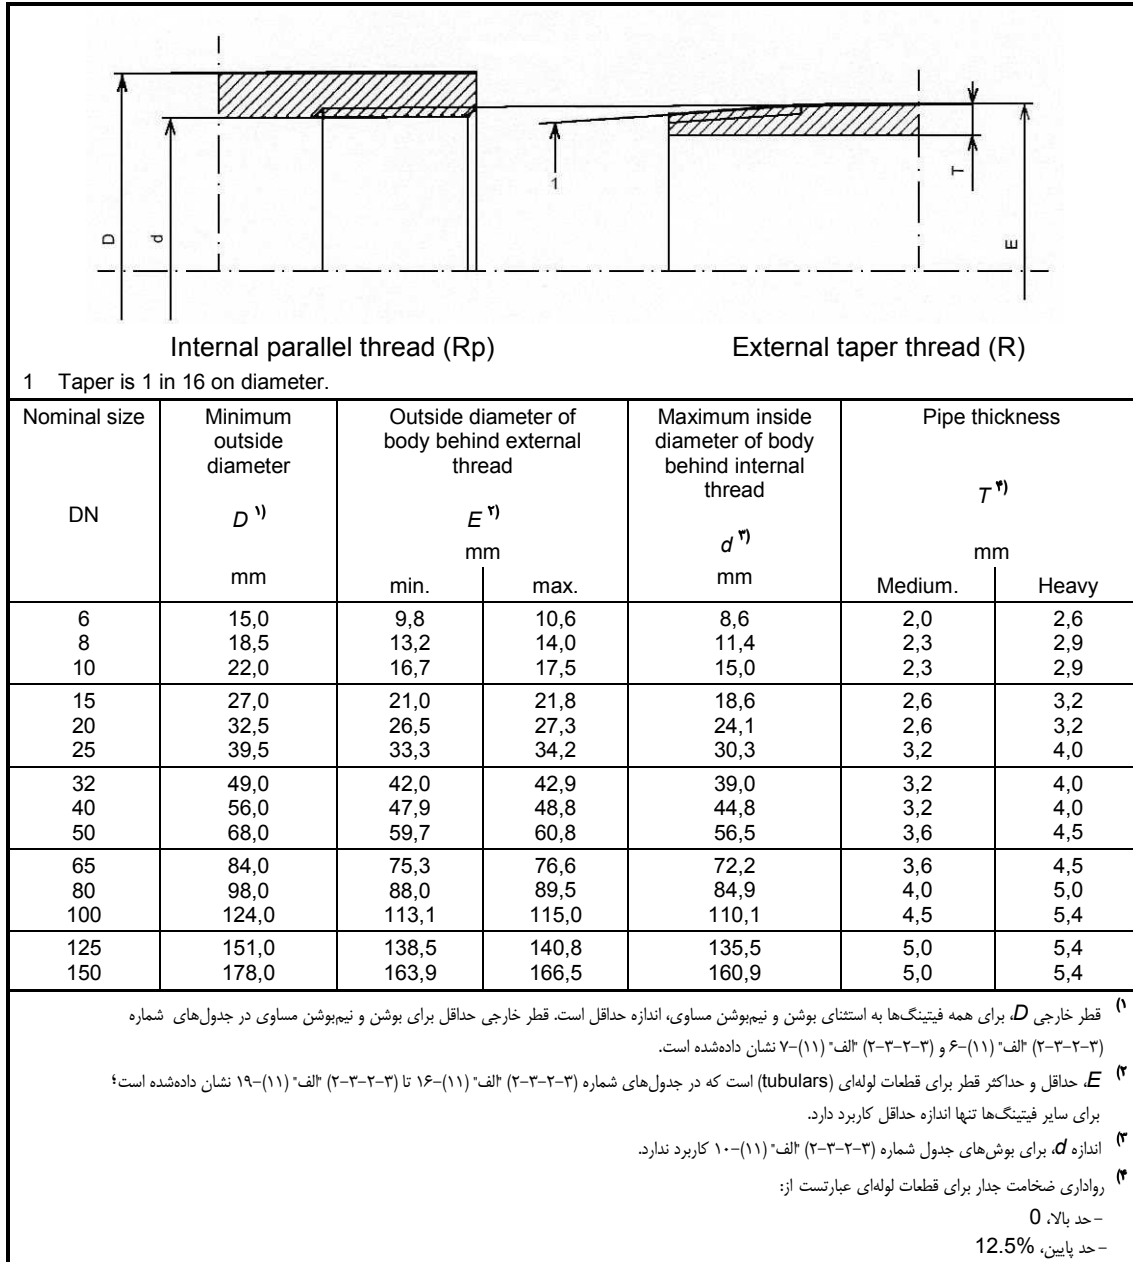 D
d
1
T
E
Internal parallel thread (Rp) External taper thread (R)
1 Taper is 1 in 16 on diameter.
Nominal size Minimum Outside diameter of Maximum inside Pipe thickness
outside body behind external diameter of body
diameter thread behind internal
thread
DN D ۱) E ۲) d ۳) T ۴)
mm mm
mm min. max. mm Medium. Heavy
6 15,0 9,8 10,6 8,6 2,0 2,6
8 18,5 13,2 14,0 11,4 2,3 2,9
10 22,0 16,7 17,5 15,0 2,3 2,9
15 27,0 21,0 21,8 18,6 2,6 3,2
20 32,5 26,5 27,3 24,1 2,6 3,2
25 39,5 33,3 34,2 30,3 3,2 4,0
32 49,0 42,0 42,9 39,0 3,2 4,0
40 56,0 47,9 48,8 44,8 3,2 4,0
50 68,0 59,7 60,8 56,5 3,6 4,5
65 84,0 75,3 76,6 72,2 3,6 4,5
80 98,0 88,0 89,5 84,9 4,0 5,0
100 124,0 113,1 115,0 110,1 4,5 5,4
125 151,0 138,5 140,8 135,5 5,0 5,4
150 178,0 163,9 166,5 160,9 5,0 5,4
۱) قطر خارجی D، برای همه فیتینگ‌ها به استثنای بوشن و نیم‌بوشن مساوی، اندازه حداقل است. قطر خارجی حداقل برای بوشن و نیم‌بوشن مساوی در جدول‌های شماره
(۳-۲-۳-۲) "الف" (۱۱)-۶ و (۳-۲-۳-۲) "الف" (۱۱)-۷ نشان داده‌شده است.
۲) E، حداقل و حداکثر قطر برای قطعات لوله‌ای (tubulars) است که در جدول‌های شماره (۳-۲-۳-۲) "الف" (۱۱)-۱۶ تا (۳-۲-۳-۲) "الف" (۱۱)-۱۹ نشان داده‌شده است؛
برای سایر فیتینگ‌ها تنها اندازه حداقل کاربرد دارد.
۳) اندازه d، برای بوش‌های جدول شماره (۳-۲-۳-۲) "الف" (۱۱)-۱۰ کاربرد ندارد.
۴) رواداری ضخامت جدار برای قطعات لوله‌ای عبارتست از:
- حد بالا، 0
- حد پایین، 12.5%